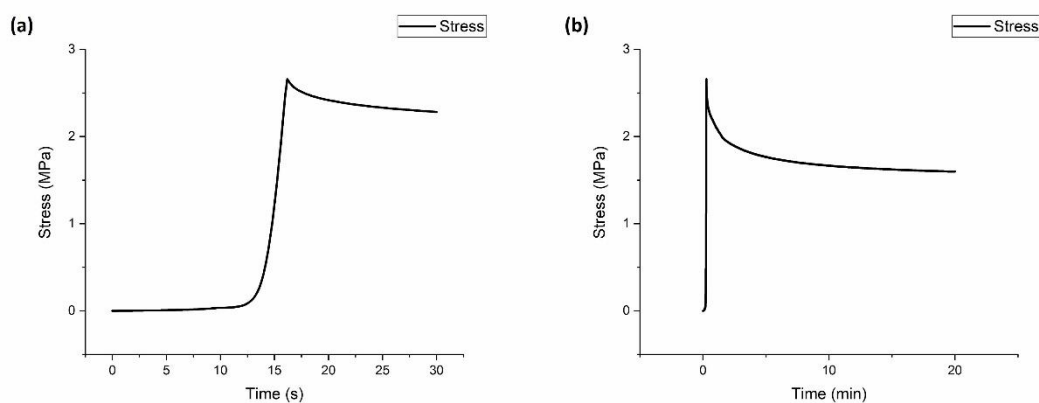 (a)
Stress
3
2
1
0
Stress (MPa)
0 5 10 15 20 25 30
Time (s)
(b)
Stress
3
2
1
0
Stress (MPa)
0 10 20
Time (min)